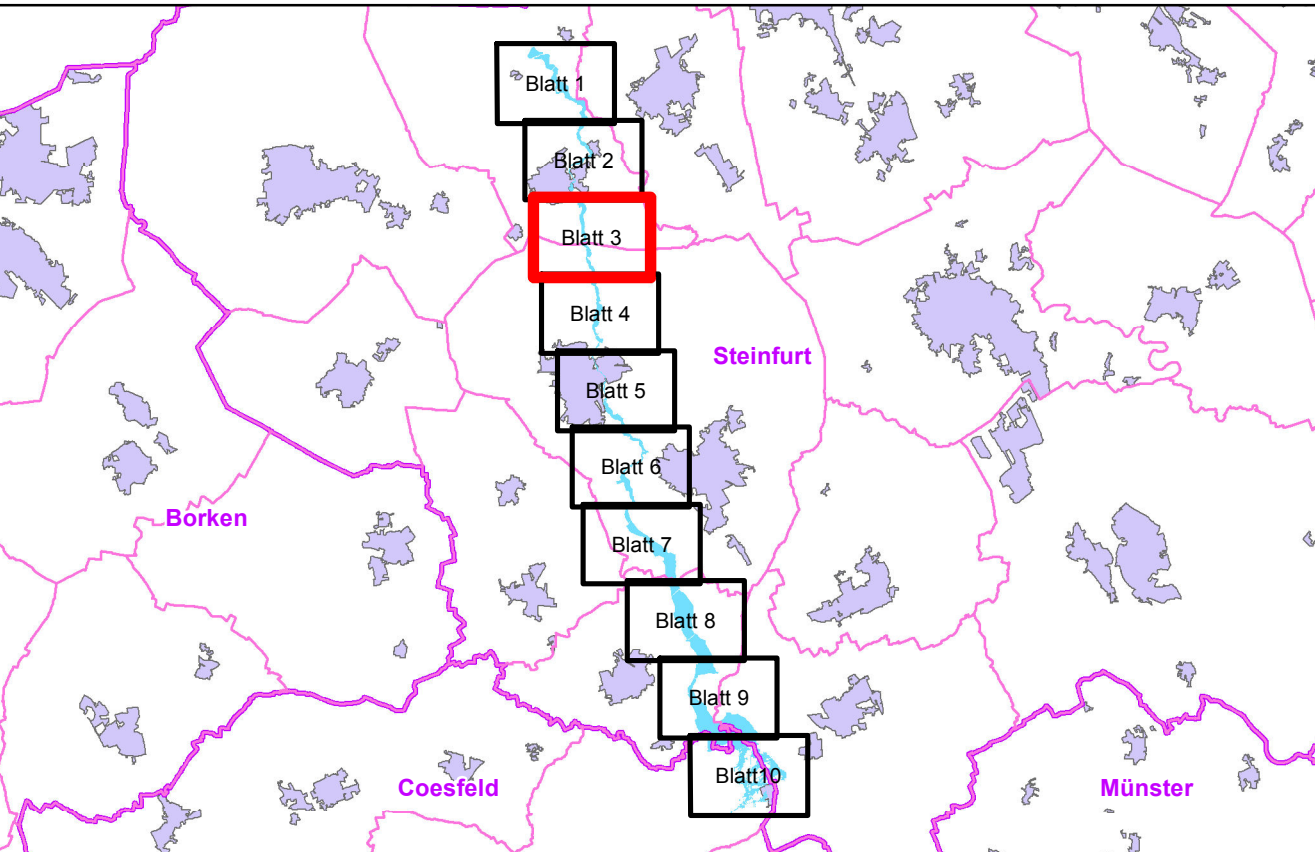 Blatt 1
Blatt 2
Blatt 3
Blatt 4
Steinfurt
Blatt 5
Blatt 6
Borken
Blatt 7
Blatt 8
Blatt 9
Blatt10
Coesfeld
Münster